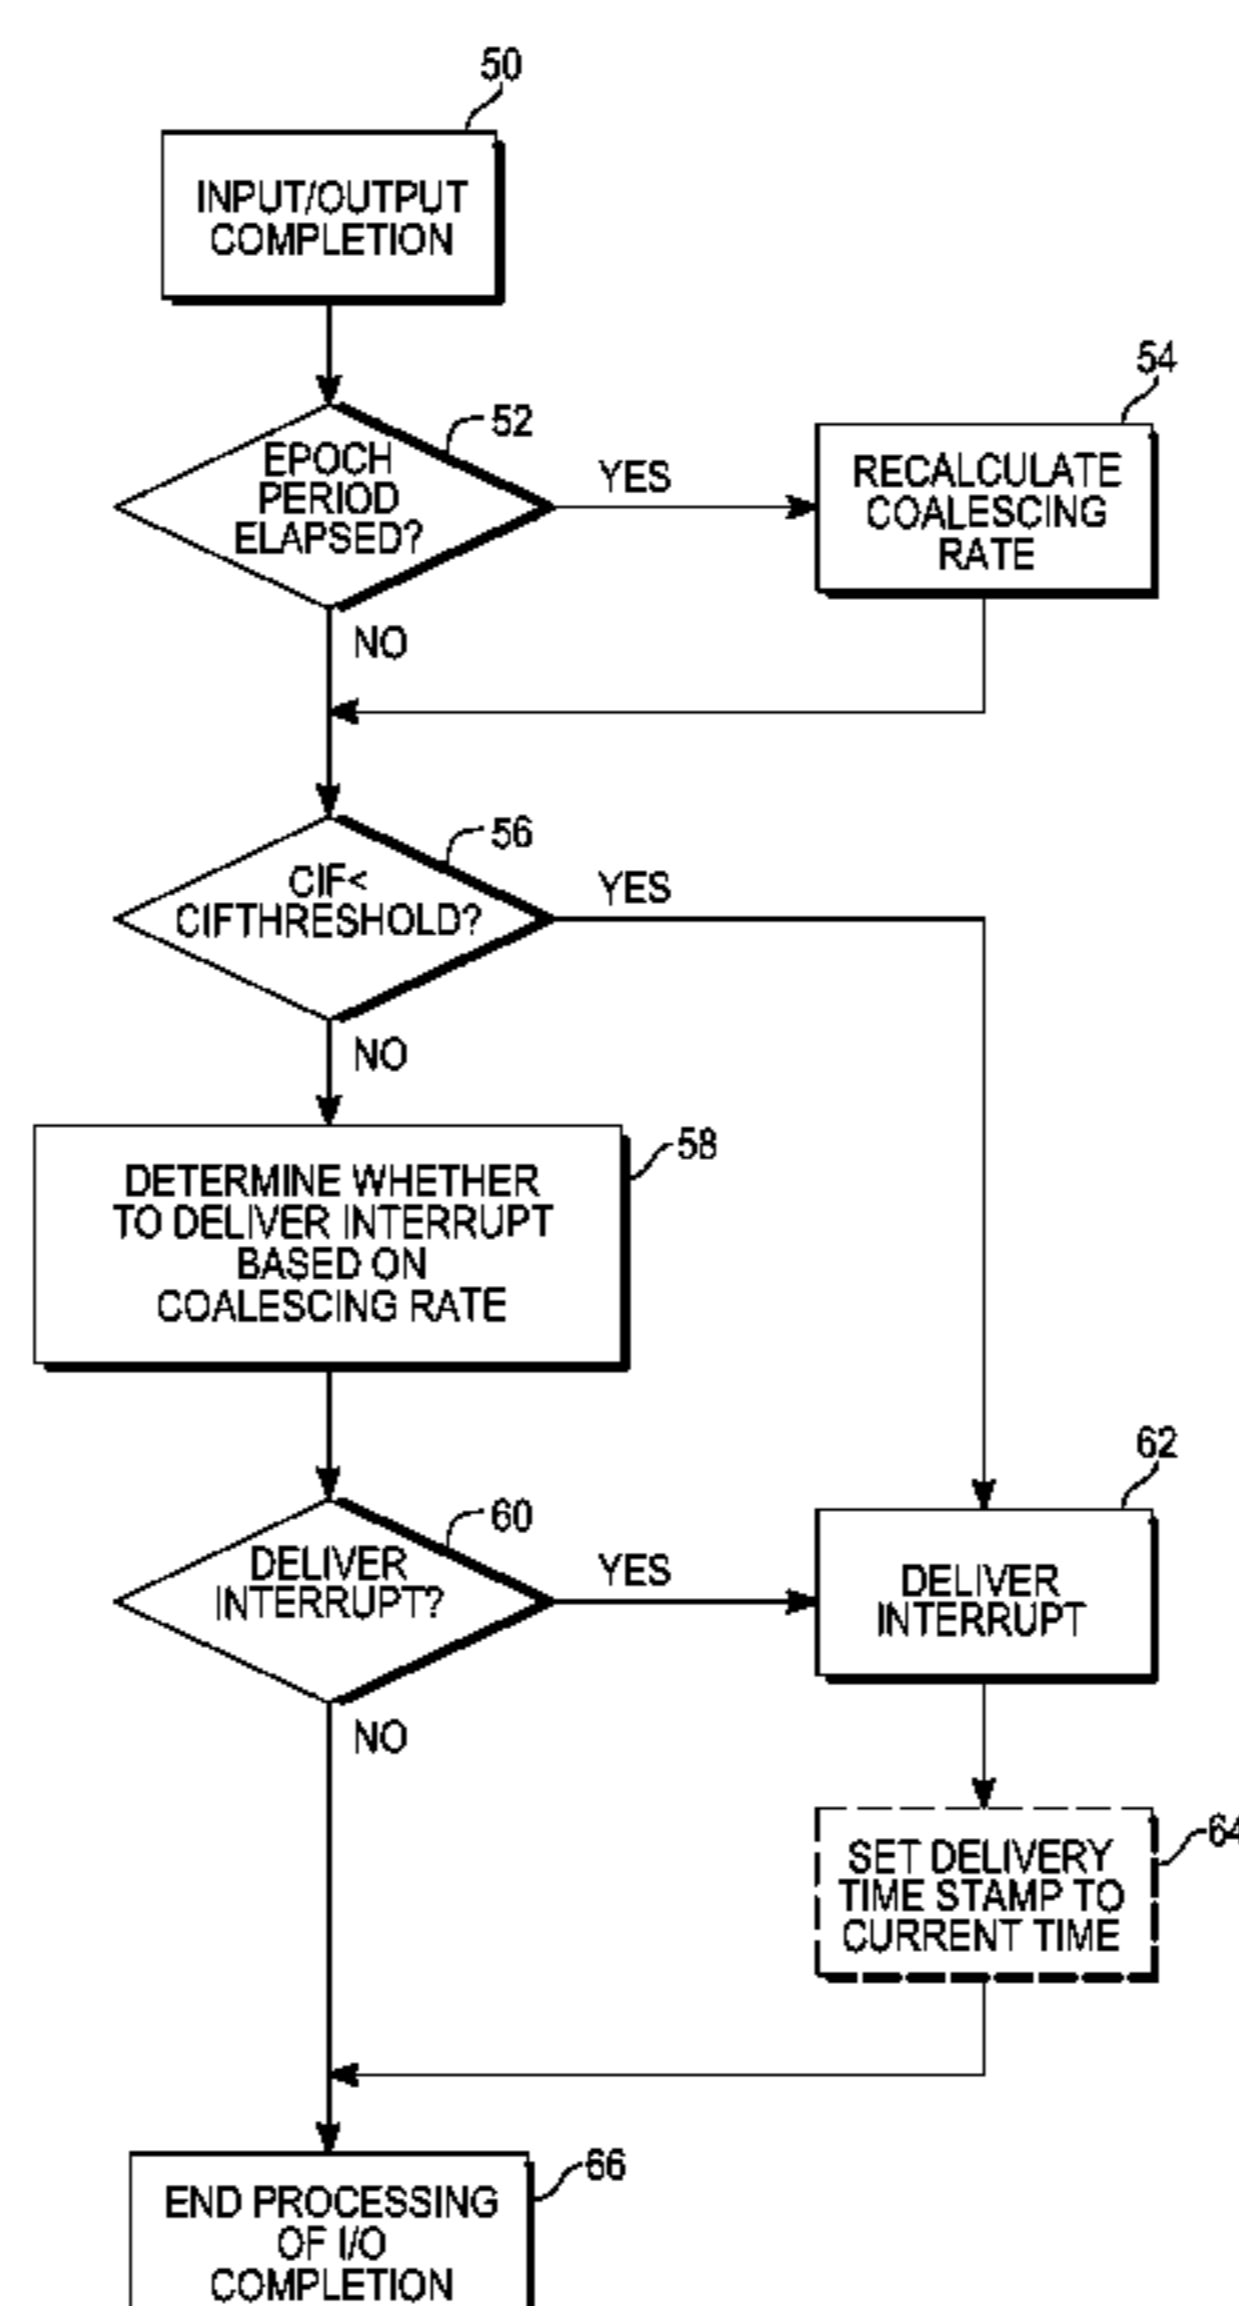 50
INPUT/OUTPUT
COMPLETION
52
EPOCH
PERIOD
ELAPSED?
YES
54
RECALCULATE
COALESCING
RATE
NO
56
CIF<
CIFTHRESHOLD?
YES
NO
58
DETERMINE WHETHER
TO DELIVER INTERRUPT
BASED ON
COALESCING RATE
60
DELIVER
INTERRUPT?
YES
62
DELIVER
INTERRUPT
NO
64
SET DELIVERY
TIME STAMP TO
CURRENT TIME
66
END PROCESSING
OF I/O
COMPLETION